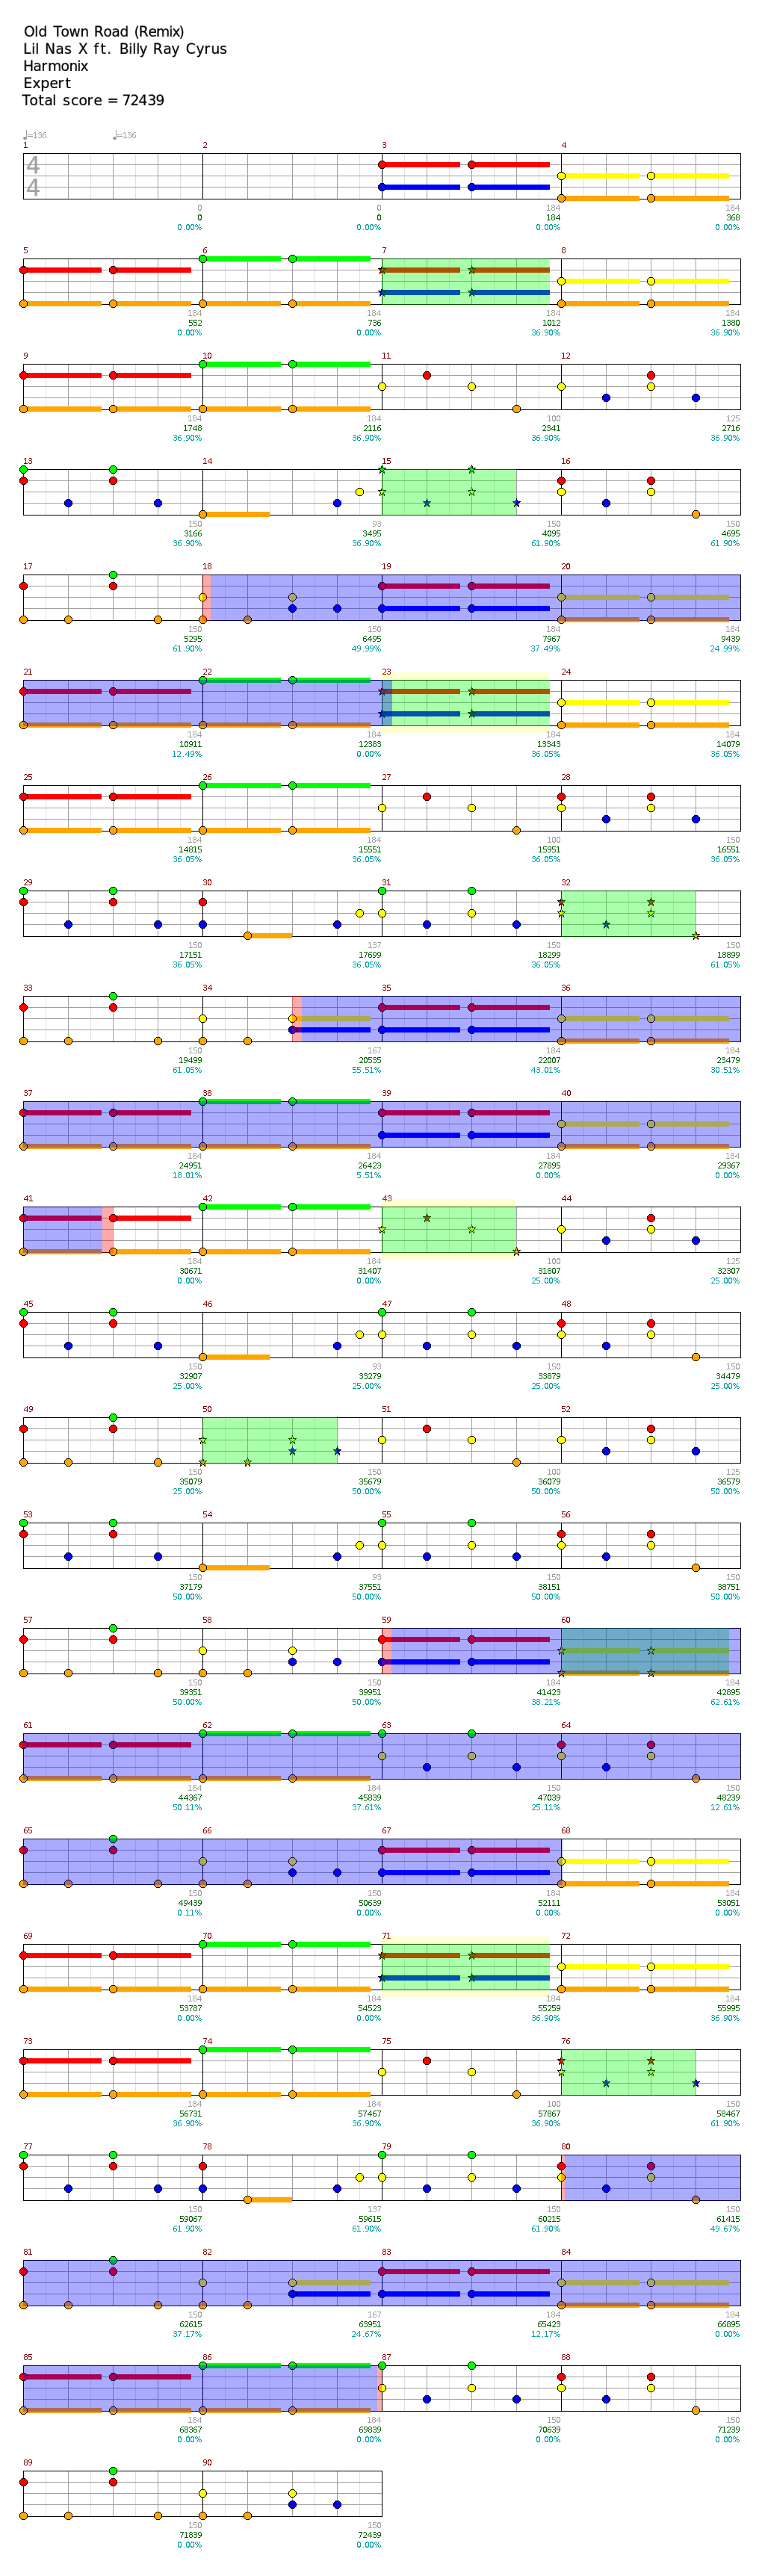 Old Town Road (Remix)
Lil Nas X ft. Billy Ray Cyrus
Harmonix
Expert
Total score = 72439
♩=136 ♩=136
1 2 3 4
4
4
0 0 184 184
0 0 184 368
0.00% 0.00% 0.00% 0.00%
5 6 7 8
184 184 184 184
552 736 1012 1380
0.00% 0.00% 36.90% 36.90%
9 10 11 12
184 184 100 125
1748 2116 2341 2716
36.90% 36.90% 36.90% 36.90%
13 14 15 16
150 93 150 150
3166 3495 4095 4695
36.90% 36.90% 61.90% 61.90%
17 18 19 20
150 150 184 184
5295 6495 7967 9439
61.90% 49.99% 37.49% 24.99%
21 22 23 24
184 184 184 184
10911 12383 13343 14079
12.49% 0.00% 36.05% 36.05%
25 26 27 28
184 184 100 150
14815 15551 15951 16551
36.05% 36.05% 36.05% 36.05%
29 30 31 32
150 137 150 150
17151 17699 18299 18899
36.05% 36.05% 36.05% 61.05%
33 34 35 36
150 167 184 184
19499 20535 22007 23479
61.05% 55.51% 43.01% 30.51%
37 38 39 40
184 184 184 184
24951 26423 27895 29367
18.01% 5.51% 0.00% 0.00%
41 42 43 44
184 184 100 125
30671 31407 31807 32307
0.00% 0.00% 25.00% 25.00%
45 46 47 48
150 93 150 150
32907 33279 33879 34479
25.00% 25.00% 25.00% 25.00%
49 50 51 52
150 150 100 125
35079 35679 36079 36579
25.00% 50.00% 50.00% 50.00%
53 54 55 56
150 93 150 150
37179 37551 38151 38751
50.00% 50.00% 50.00% 50.00%
57 58 59 60
150 150 184 184
39351 39951 41423 42895
50.00% 50.00% 38.21% 62.61%
61 62 63 64
184 184 150 150
44367 45839 47039 48239
50.11% 37.61% 25.11% 12.61%
65 66 67 68
150 150 184 184
49439 50639 52111 53051
0.11% 0.00% 0.00% 0.00%
69 70 71 72
184 184 184 184
53787 54523 55259 55995
0.00% 0.00% 36.90% 36.90%
73 74 75 76
184 184 100 150
56731 57467 57867 58467
36.90% 36.90% 36.90% 61.90%
77 78 79 80
150 137 150 150
59067 59615 60215 61415
61.90% 61.90% 61.90% 49.67%
81 82 83 84
150 167 184 184
62615 63951 65423 66895
37.17% 24.67% 12.17% 0.00%
85 86 87 88
184 184 150 150
68367 69839 70639 71239
0.00% 0.00% 0.00% 0.00%
89 90
150 150
71839 72439
0.00% 0.00%